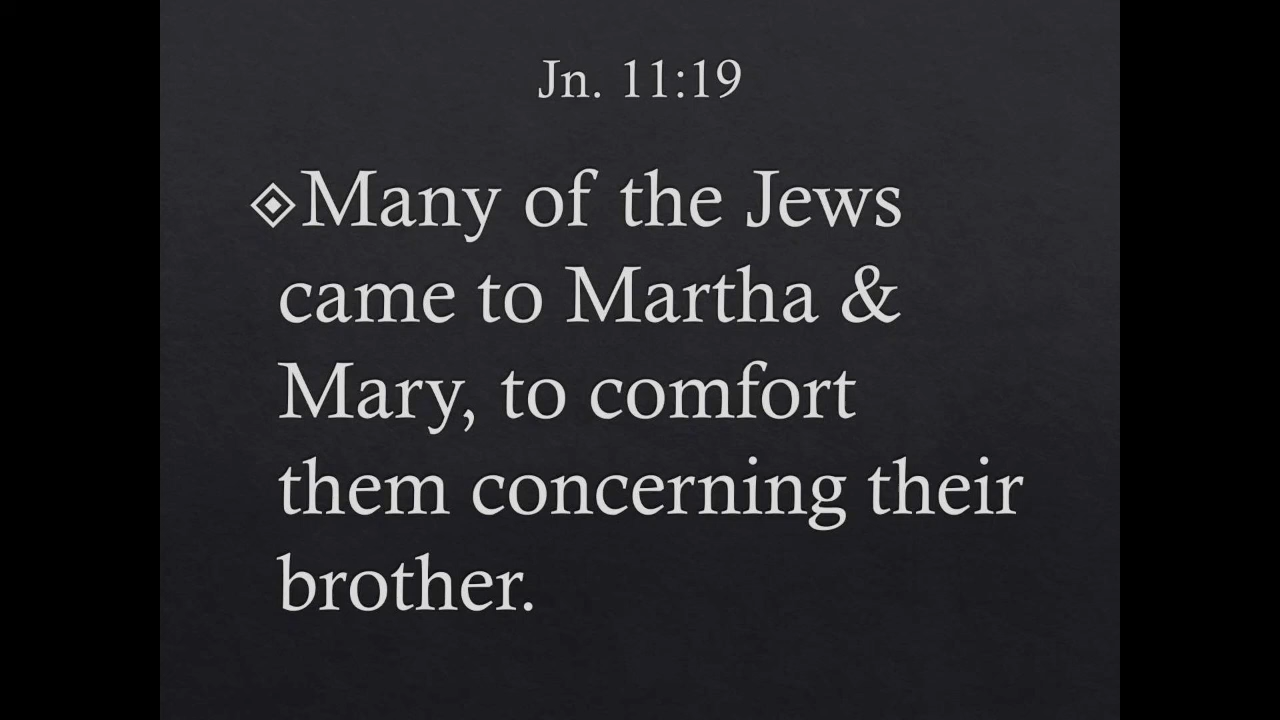 Jn. 11:19
Many of the Jews
came to Martha &
Mary, to comfort
them concerning their
brother.